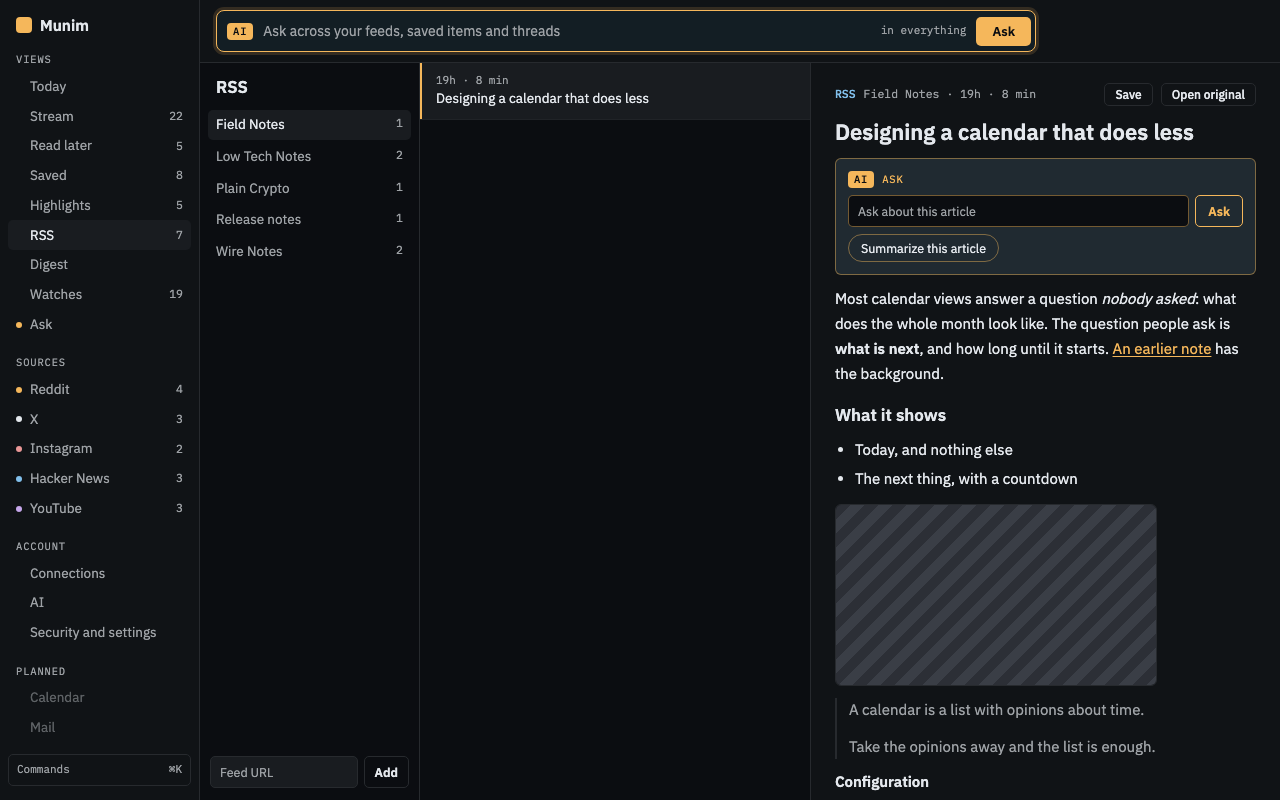 Munim
VIEWS
Today
Stream 22
Read later 5
Saved 8
Highlights 5
RSS 7
Digest
Watches 19
Ask
SOURCES
Reddit 4
X 3
Instagram 2
Hacker News 3
YouTube 3
ACCOUNT
Connections
AI
Security and settings
PLANNED
Calendar
Mail
Commands ⌘K
AI Ask across your feeds, saved items and threads in everything Ask
RSS
Field Notes 1
Low Tech Notes 2
Plain Crypto 1
Release notes 1
Wire Notes 2
Feed URL Add
19h · 8 min
Designing a calendar that does less
RSS Field Notes · 19h · 8 min Save Open original
Designing a calendar that does less
AI ASK
Ask about this article Ask
Summarize this article
Most calendar views answer a question nobody asked: what
does the whole month look like. The question people ask is
what is next, and how long until it starts. An earlier note has
the background.
What it shows
• Today, and nothing else
• The next thing, with a countdown
A calendar is a list with opinions about time.
Take the opinions away and the list is enough.
Configuration